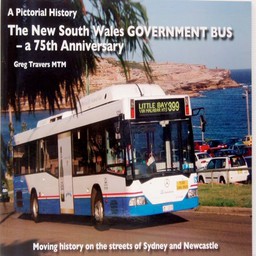 A Pictorial History
The New South Wales GOVERNMENT BUS
– a 75th Anniversary
Greg Travers MTM
LITTLE BAY 399
Moving history on the streets of Sydney and Newcastle